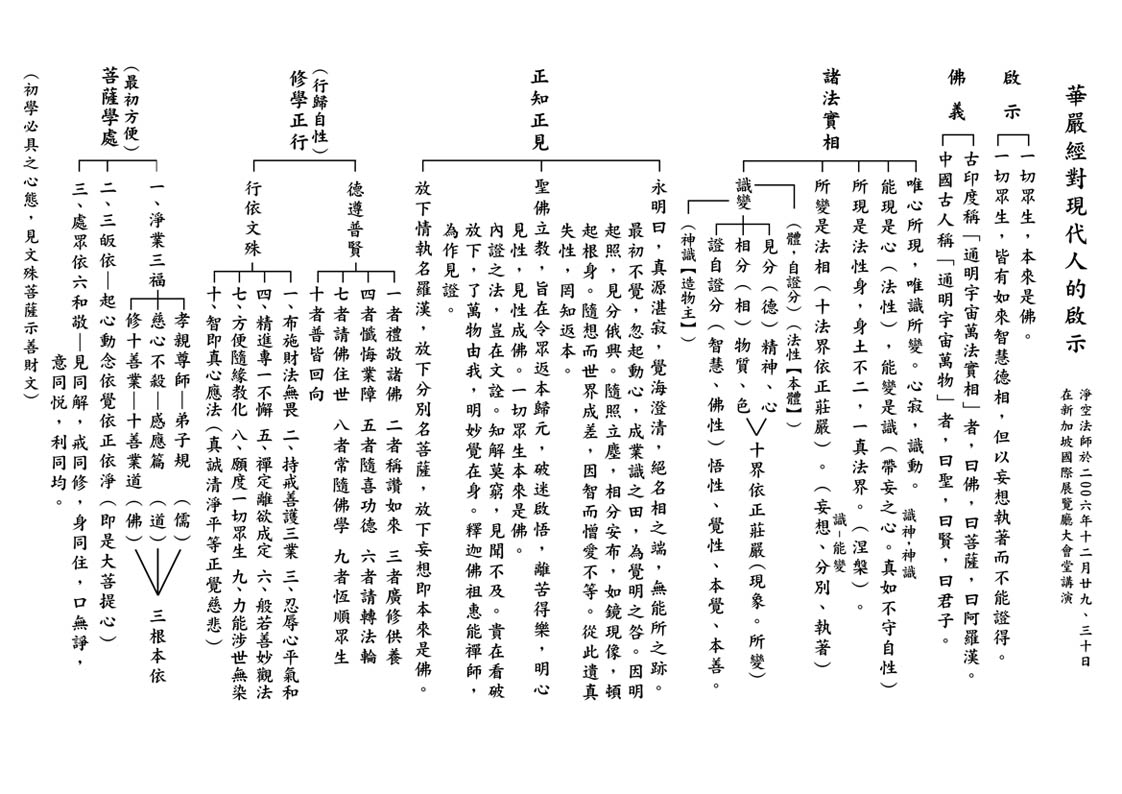 華嚴經對現代人的啟示
淨空法師於二00六年十二月廿九、三十日
在新加坡國際展覽廳大會堂講演
啟示
一切眾生，本來是佛。
一切眾生，皆有如來智慧德相，但以妄想執著而不能證得。
佛義
古印度稱「通明宇宙萬法實相」者，曰佛，曰菩薩，曰阿羅漢。
中國古人稱「通明宇宙萬物」者，曰聖，曰賢，曰君子。
諸法實相
唯心所現，唯識所變。心寂，識動。
識神，神識
能現是心（法性），能變是識（帶妄之心。真如不守自性）
所現是法性身，身土不二，一真法界。（涅槃）。
識－能變
所變是法相（十法界依正莊嚴）。（妄想、分別、執著）
識變
（體，自證分）（法性【本體】）
見分（德）精神、心
相分（相）物質、色
十界依正莊嚴（現象。所變）
證自證分（智慧、佛性）悟性、覺性、本覺、本善。
（神識【造物主】）
正知正見
永明曰，真源湛寂，覺海澄清，絕名相之端，無能所之跡。
最初不覺，忽起動心，成業識之由，為覺明之咎。因明
起照，見分俄興。隨照立塵，相分安布，如鏡現像，頓
起根身。隨想而世界成差，因智而憎愛不等。從此遺真
失性，罔知返本。
聖佛立教，旨在令眾返本歸元，破迷啟悟，離苦得樂，明心
見性，見性成佛。一切眾生本來是佛。
內證之法，豈在文詮。知解莫窮，見聞不及。貴在看破
放下，了萬物由我，明妙覺在身。釋迦佛祖惠能禪師，
為作見證。
放下情執名羅漢，放下分別名菩薩，放下妄想即本來是佛。
（行歸自性）
修學正行
德遵普賢
一者禮敬諸佛 二者稱讚如來 三者廣修供養
四者懺悔業障 五者隨喜功德 六者請轉法輪
七者請佛住世 八者常隨佛學 九者恆順眾生
十者普皆回向
行依文殊
一、布施財法無畏 二、持戒善護三業 三、忍辱心平氣和
四、精進專一不懈 五、禪定離欲成定 六、般若善妙觀法
七、方便隨緣教化 八、願度一切眾生 九、力能涉世無染
十、智即真心應法（真誠清淨平等正覺慈悲）
（最初方便）
菩薩學處
一、淨業三福
孝親尊師—弟子規（儒）
慈心不殺—感應篇（道）
修十善業—十善業道（佛）
三根本依
二、三皈依—起心動念依覺依正依淨（即是大菩提心）
三、處眾依六和敬—見同解，戒同修，身同住，口無諍，
意同悅，利同均。
（初學必具之心態，見文殊菩薩示善財文）